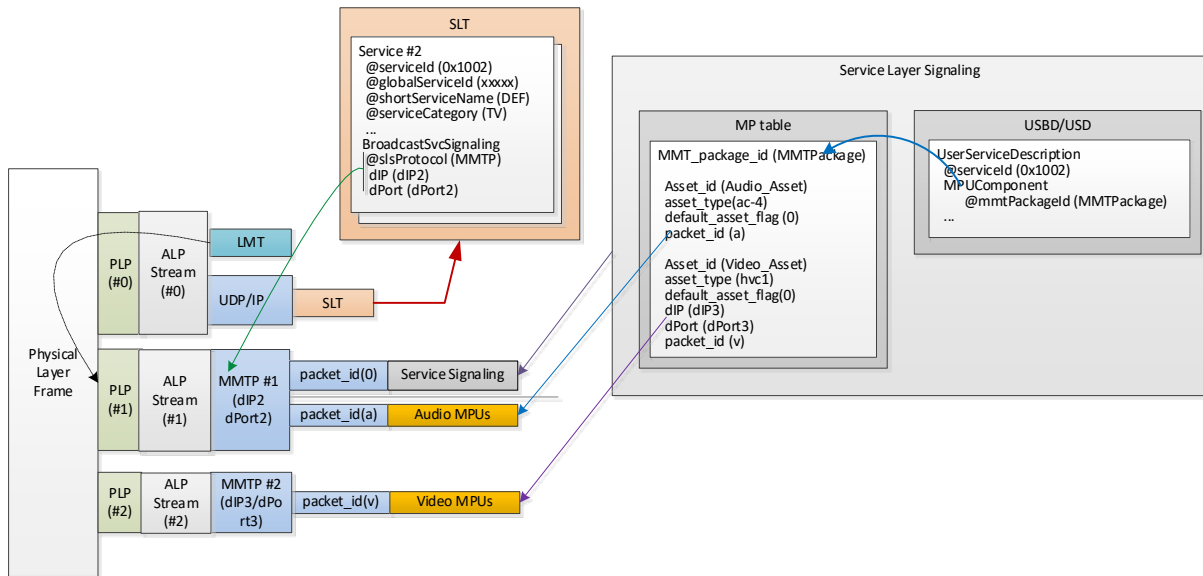 SLT
Service #2
@serviceId (0x1002)
@globalServiceId (xxxxx)
@shortServiceName (DEF)
@serviceCategory (TV)
...
BroadcastSvcSignaling
@slsProtocol (MMTP)
dIP (dIP2)
dPort (dPort2)
Service Layer Signaling
MP table
MMT_package_id (MMTPackage)
Asset_id (Audio_Asset)
asset_type(ac-4)
default_asset_flag (0)
packet_id (a)
Asset_id (Video_Asset)
asset_type (hvc1)
default_asset_flag(0)
dIP (dIP3)
dPort (dPort3)
packet_id (v)
USBD/USD
UserServiceDescription
@serviceId (0x1002)
MPUComponent
@mmtPackageId (MMTPackage)
...
Physical
Layer
Frame
PLP
(#0)
ALP
Stream
(#0)
LMT
UDP/IP
SLT
PLP
(#1)
ALP
Stream
(#1)
MMTP #1
(dIP2
dPort2)
packet_id(0)
Service Signaling
packet_id(a)
Audio MPUs
PLP
(#2)
ALP
Stream
(#2)
MMTP #2
(dIP3/dPo
rt3)
packet_id(v)
Video MPUs